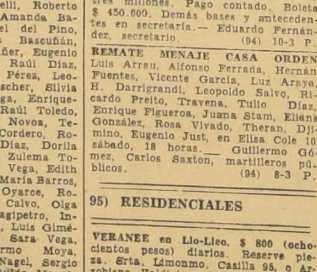 elli, Roberto
Amanda Ba-
el del Pino,
Bascuñán,
ñer, Eugenio
Raúl Díaz,
Pérez, Leo-
scher, Silvia
ga, Enrique-
Raúl Toledo,
Novoa, Te-
Cordero, Ro-
Díaz, Dorila
Zulema To-
Vega, Edith
María Barros,
Oyarce, Ro-
Calvo, Olga
agipetro, In-
, Luis Gimé-
Sara Vega,
ermo Moya,
Nagel, Sergio
tres millones. Pago contado, Boleta
$ 450.000. Demás bases y anteceden-
tes en secretaría.— Eduardo Fernán-
dez, secretario (94) 10-3 P.
REMATE MENAJE CASA ORDEN
Luis Arrau, Alfonso Ferrada, Hernán
Fuentes, Vicente García, Luz Araya,
H. Darrigrandi, Leopoldo Salvo, Ri-
cardo Preito, Travena, Tulio Díaz,
Enrique Figueroa, Juana Stam, Eliana
González, Rosa Vivado, Theran, Dji-
mino, Eugenio Just, en Elisa Cole 10
sábado, 18 horas.— Guillermo Gó-
mez, Carlos Saxton, martilleros pú-
blicos. (94) 8-3 P.
95) RESIDENCIALES
VERANEE en Llo-Lleo. $ 800 (ocho-
cientos pesos) diarios. Reserve pie-
za. Srta. Limonmo. Casilla 95, o Ar-